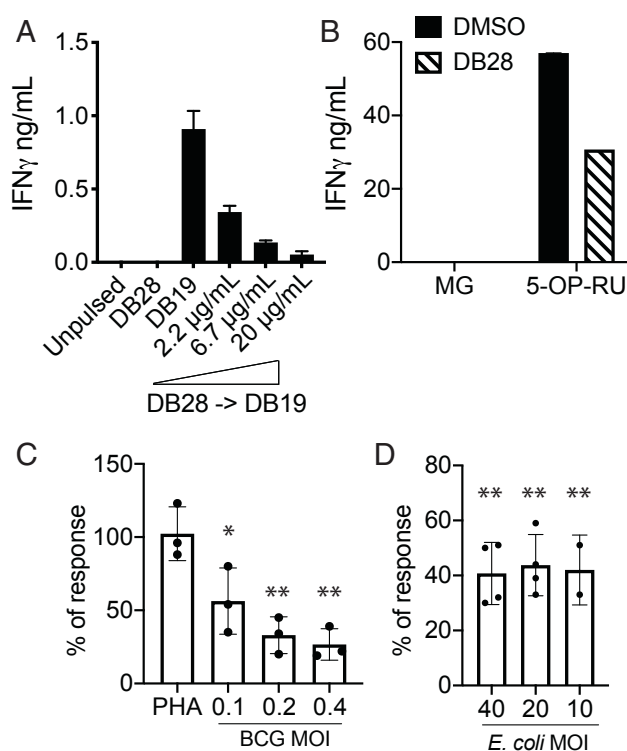 A
IFNγ ng/mL
1.5
1.0
0.5
0.0
Unpulsed
DB28
DB19
2.2 µg/mL
6.7 µg/mL
20 µg/mL
DB28 -> DB19
B
DMSO
DB28
IFNγ ng/mL
60
40
20
0
MG
5-OP-RU
C
% of response
150
100
50
0
*
**
**
PHA
0.1
0.2
0.4
BCG MOI
D
% of response
80
60
40
20
0
**
**
**
40
20
10
E. coli MOI